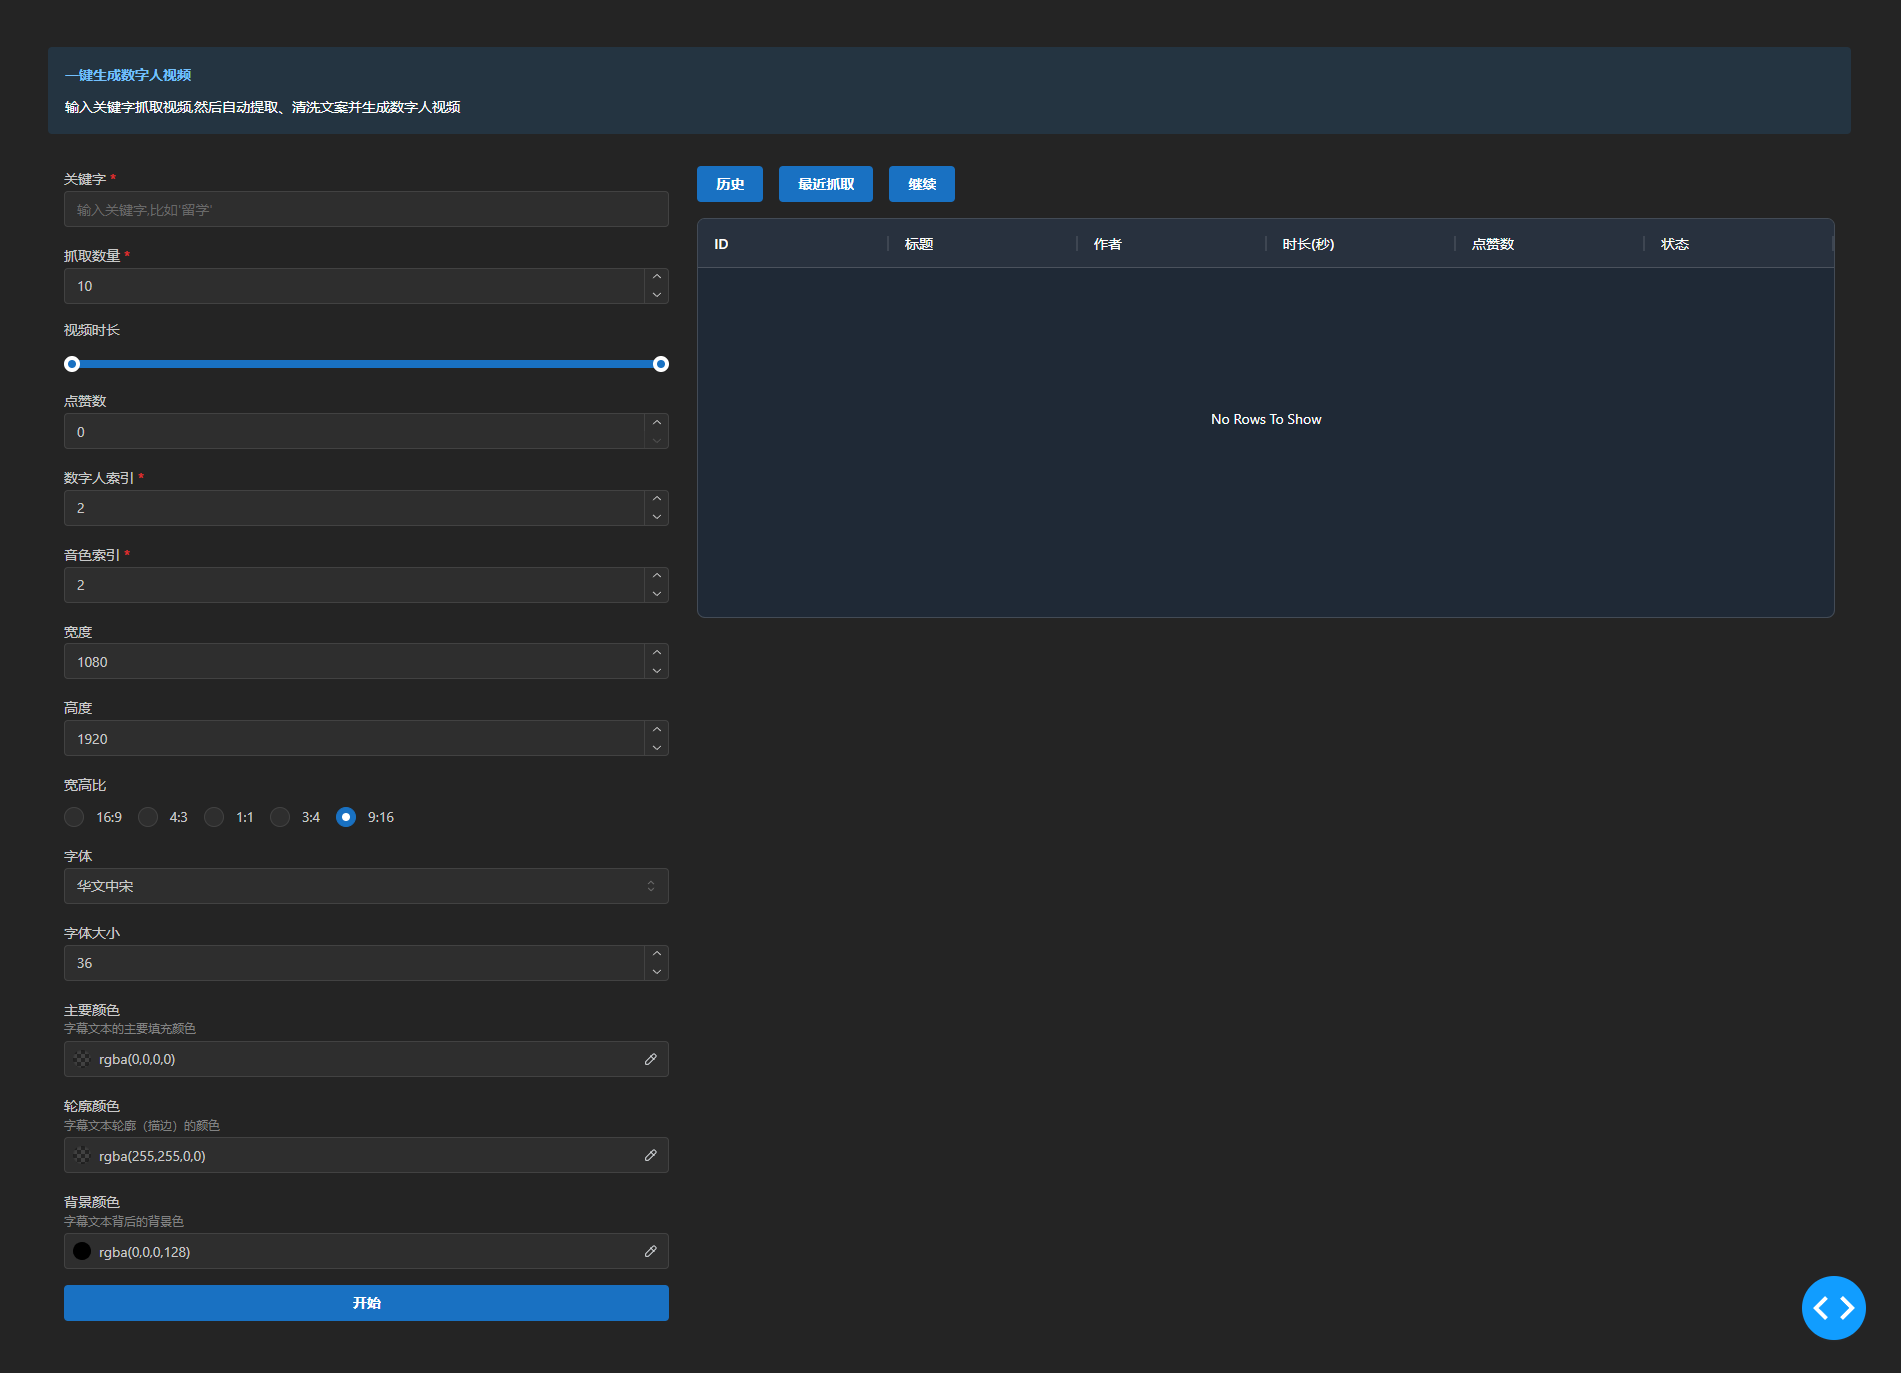 一键生成数字人视频
输入关键字抓取视频,然后自动提取、清洗文案并生成数字人视频
关键字 *
输入关键字,比如'留学'
抓取数量 *
10
视频时长
点赞数
0
数字人索引 *
2
音色索引 *
2
宽度
1080
高度
1920
宽高比
16:9 4:3 1:1 3:4 9:16
字体
华文中宋
字体大小
36
主要颜色
字幕文本的主要填充颜色
rgba(0,0,0,0)
轮廓颜色
字幕文本轮廓（描边）的颜色
rgba(255,255,0,0)
背景颜色
字幕文本背后的背景色
rgba(0,0,0,128)
开始
历史 最近抓取 继续
ID 标题 作者 时长(秒) 点赞数 状态
No Rows To Show